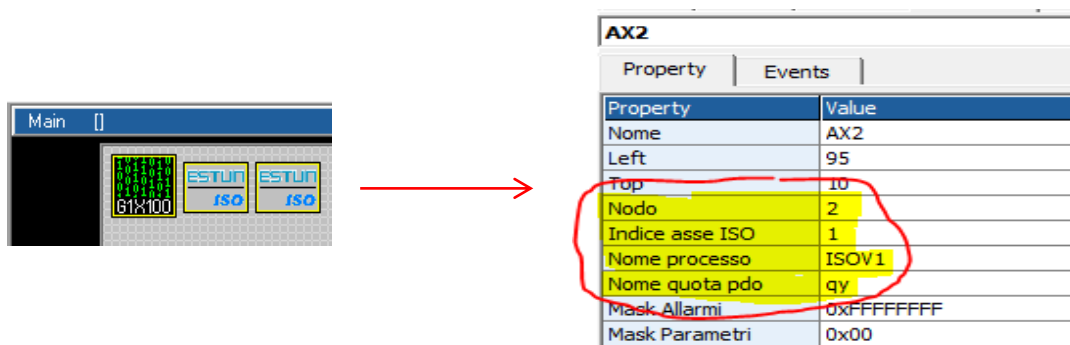 Main []
G1X100
ESTUN
ISO
ESTUN
ISO
AX2
Property Events
Property Value
Nome AX2
Left 95
Top 10
Nodo 2
Indice asse ISO 1
Nome processo ISOV1
Nome quota pdo qy
Mask Allarmi 0xFFFFFFFF
Mask Parametri 0x00